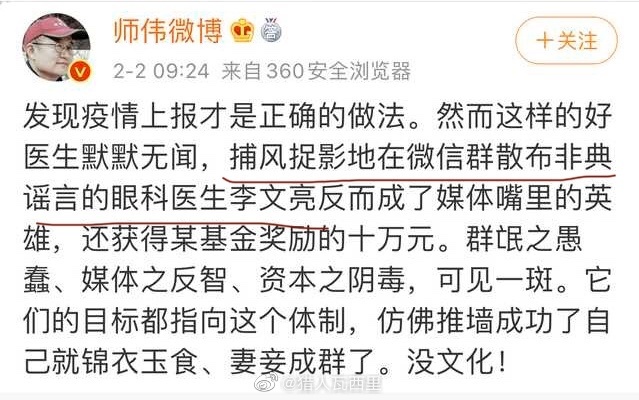 师伟微博
2-2 09:24 来自360安全浏览器
+关注
发现疫情上报才是正确的做法。然而这样的好
医生默默无闻，捕风捉影地在微信群散布非典
谣言的眼科医生李文亮反而成了媒体嘴里的英
雄，还获得某基金奖励的十万元。群氓之愚
蠢、媒体之反智、资本之阴毒，可见一斑。它
们的目标都指向这个体制，仿佛推墙成功了自
己就锦衣玉食、妻妾成群了。没文化！
@猎人瓦西里